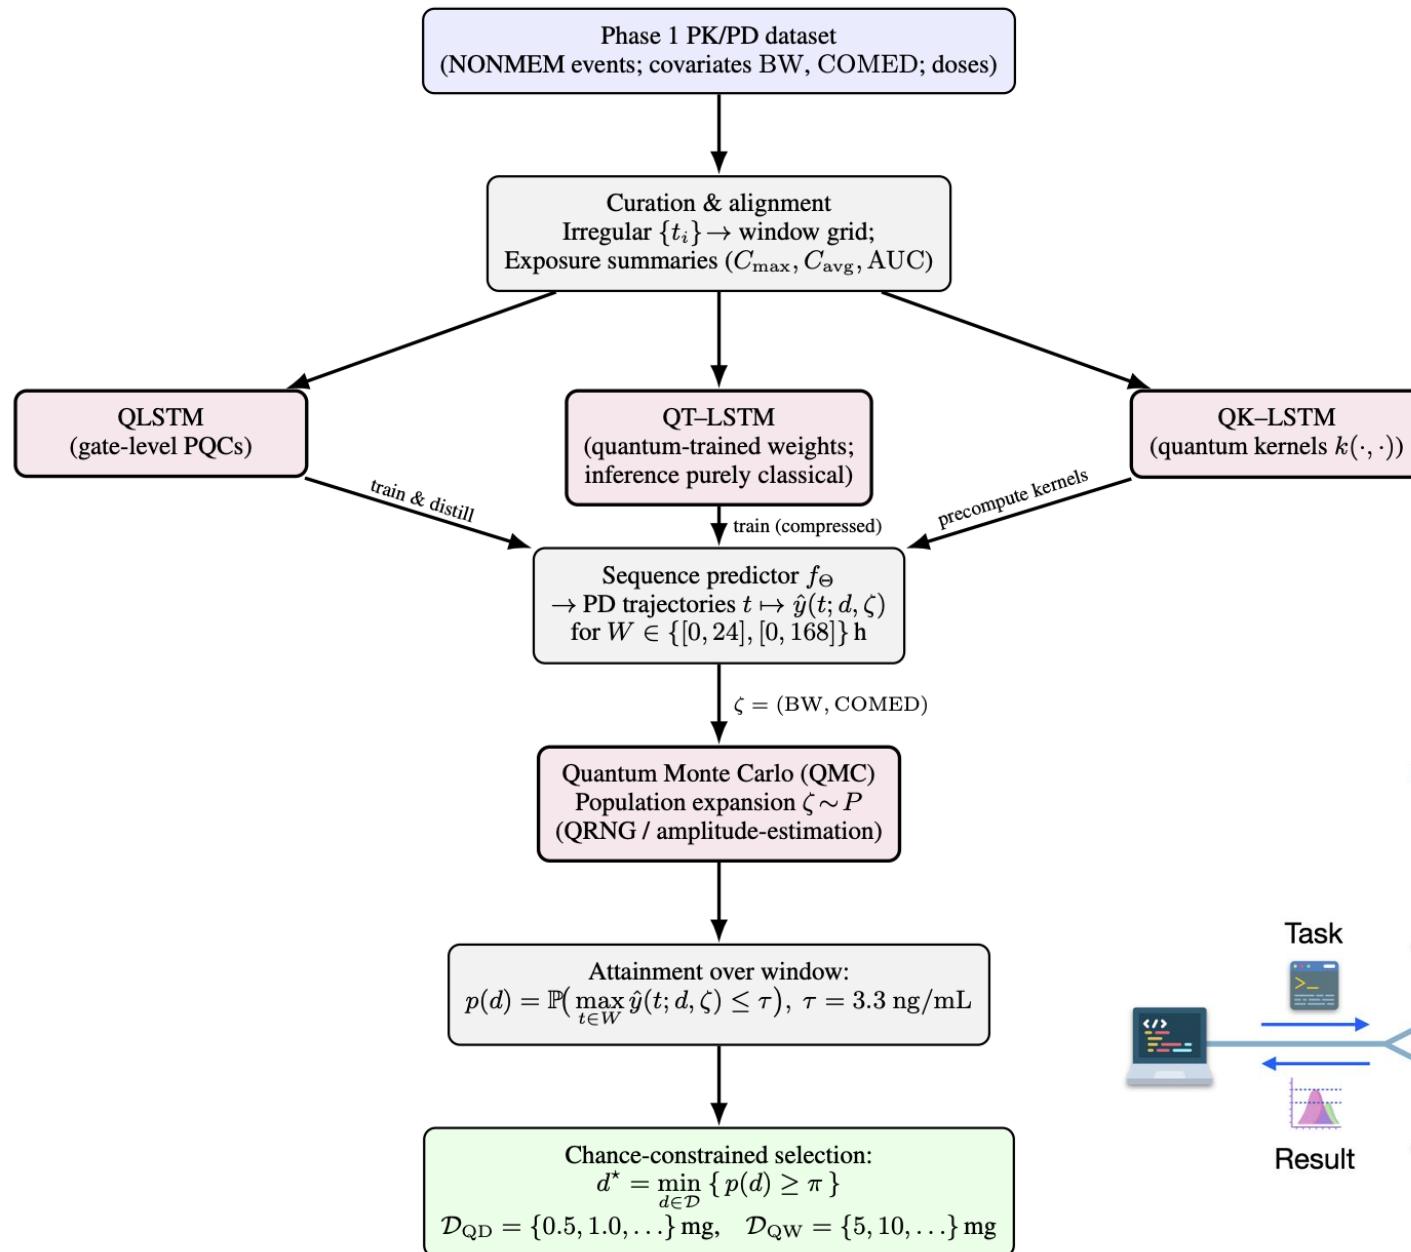 Phase 1 PK/PD dataset
(NONMEM events; covariates BW, COMED; doses)
Curation & alignment
Irregular {t_i} → window grid;
Exposure summaries (C_max, C_avg, AUC)
QLSTM
(gate-level PQCs)
QT–LSTM
(quantum-trained weights;
inference purely classical)
QK–LSTM
(quantum kernels k(·, ·))
train & distill
train (compressed)
precompute kernels
Sequence predictor f_Θ
→ PD trajectories t ↦ ŷ(t; d, ζ)
for W ∈ {[0, 24], [0, 168]} h
ζ = (BW, COMED)
Quantum Monte Carlo (QMC)
Population expansion ζ ∼ P
(QRNG / amplitude-estimation)
Attainment over window:
p(d) = ℙ(max_{t∈W} ŷ(t; d, ζ) ≤ τ), τ = 3.3 ng/mL
Chance-constrained selection:
d* = min_{d∈𝒟} { p(d) ≥ π }
𝒟_QD = {0.5, 1.0, …} mg, 𝒟_QW = {5, 10, …} mg
Task
>_
</>
Result